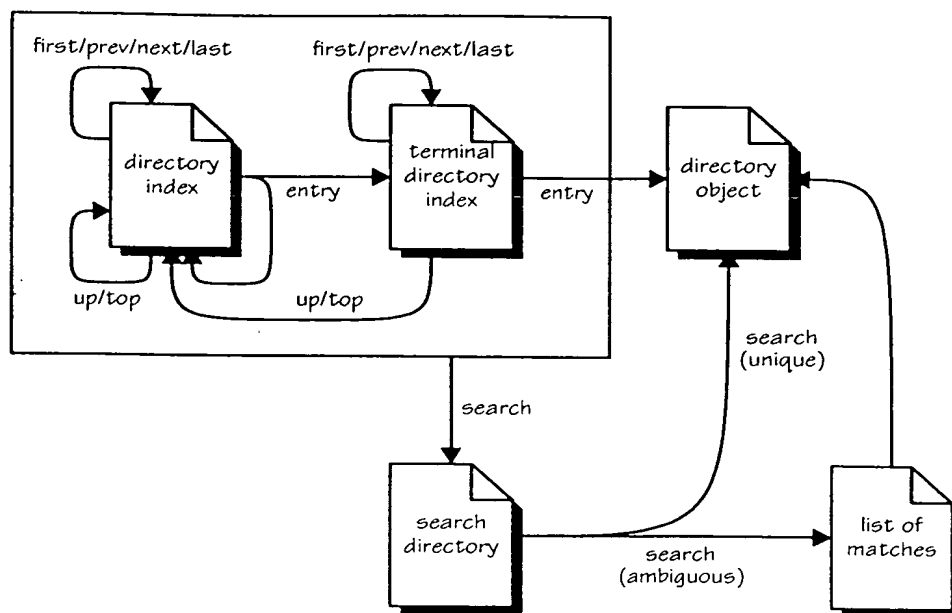 first/prev/next/last
first/prev/next/last
directory
index
entry
terminal
directory
index
entry
directory
object
up/top
up/top
search
(unique)
search
search
directory
search
(ambiguous)
list of
matches